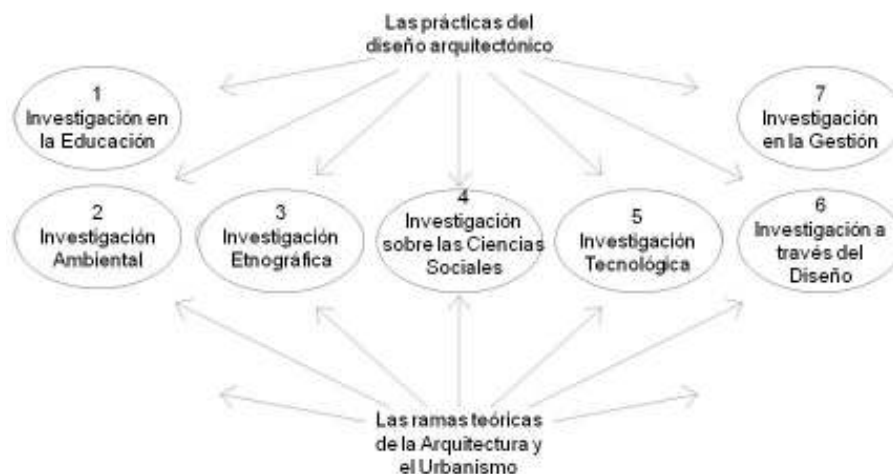 Las prácticas del
diseño arquitectónico
1
Investigación en
la Educación
7
Investigación
en la Gestión
2
Investigación
Ambiental
3
Investigación
Etnográfica
4
Investigación
sobre las Ciencias
Sociales
5
Investigación
Tecnológica
6
Investigación a
través del
Diseño
Las ramas teóricas
de la Arquitectura y
el Urbanismo